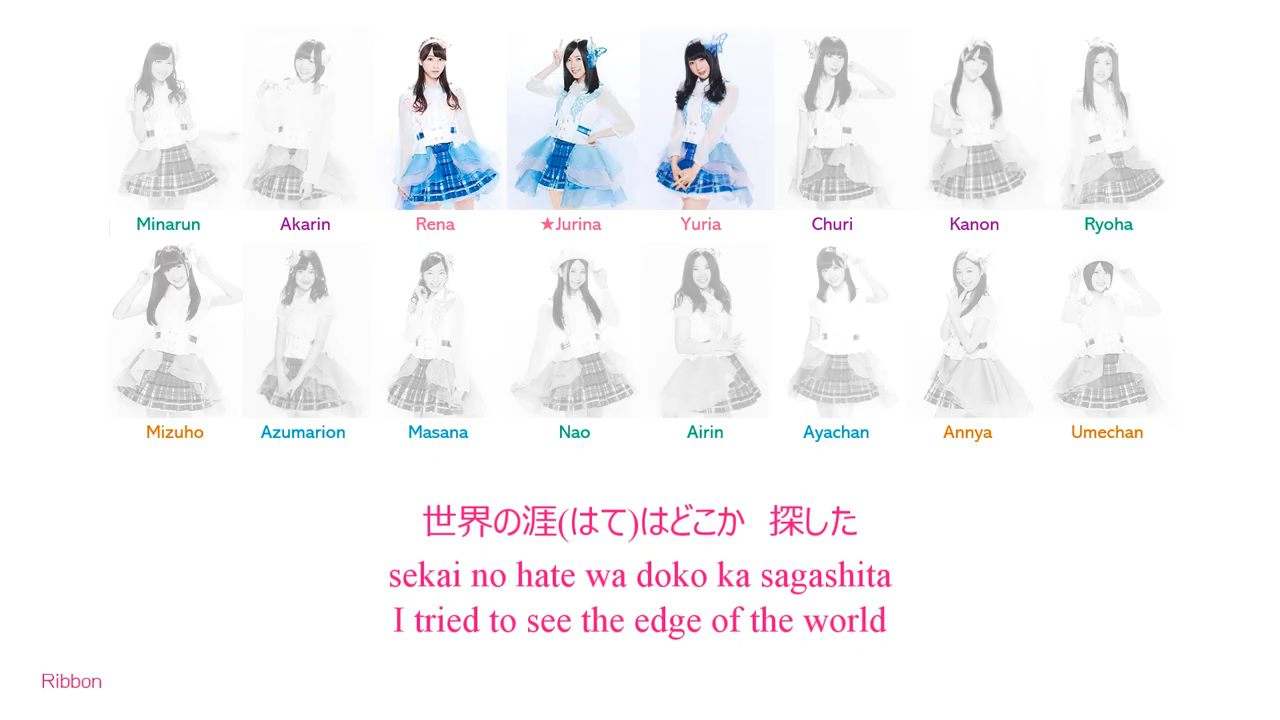 Minarun Akarin Rena ★Jurina Yuria Churi Kanon Ryoha
Mizuho Azumarion Masana Nao Airin Ayachan Annya Umechan
世界の涯(はて)はどこか　探した
sekai no hate wa doko ka sagashita
I tried to see the edge of the world
Ribbon